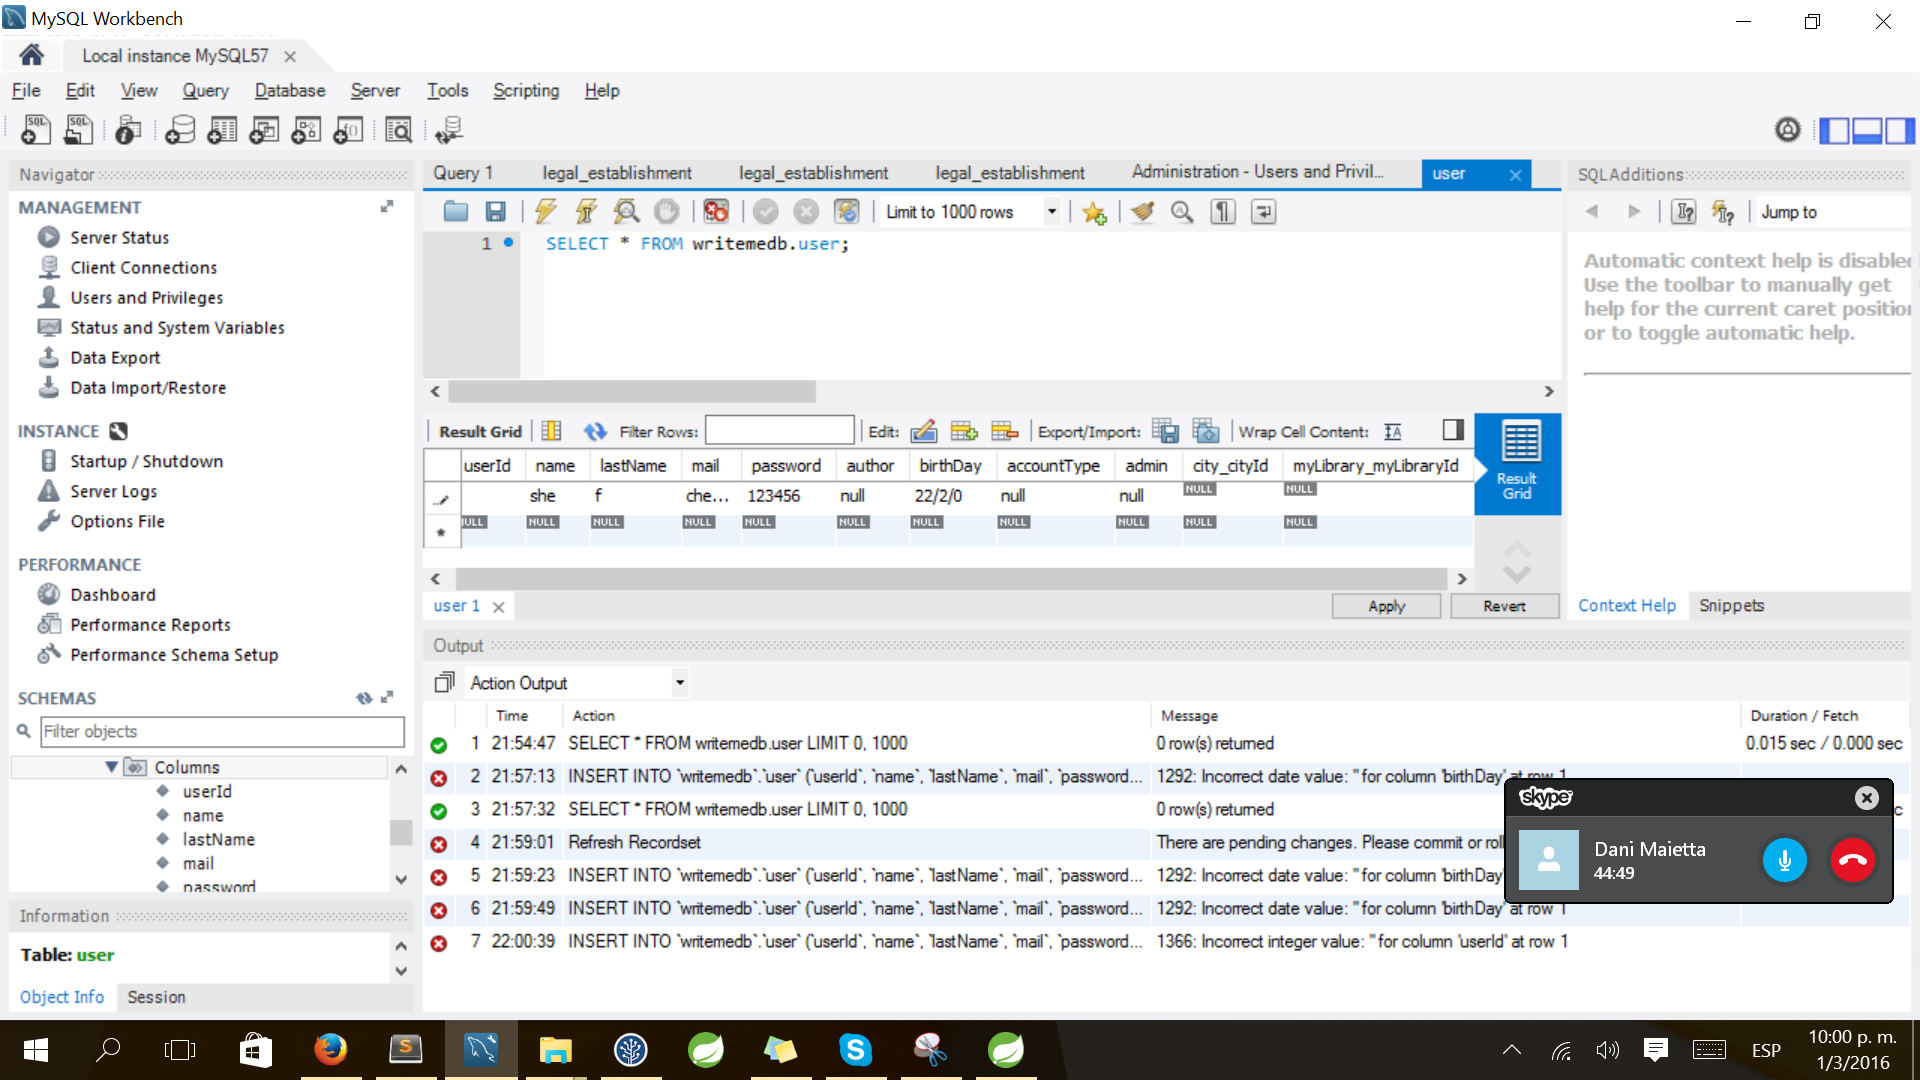 MySQL Workbench
Local instance MySQL57
File Edit View Query Database Server Tools Scripting Help
Navigator
MANAGEMENT
Server Status
Client Connections
Users and Privileges
Status and System Variables
Data Export
Data Import/Restore
INSTANCE
Startup / Shutdown
Server Logs
Options File
PERFORMANCE
Dashboard
Performance Reports
Performance Schema Setup
SCHEMAS
Filter objects
Columns
userId
name
lastName
mail
password
Information
Table: user
Object Info Session
Query 1 legal_establishment legal_establishment legal_establishment Administration - Users and Privil... user
Limit to 1000 rows
1 SELECT * FROM writemedb.user;
Result Grid Filter Rows: Edit: Export/Import: Wrap Cell Content:
userId name lastName mail password author birthDay accountType admin city_cityId myLibrary_myLibraryId
she f che... 123456 null 22/2/0 null null NULL NULL
NULL NULL NULL NULL NULL NULL NULL NULL NULL NULL
Result Grid
user 1
Apply Revert
SQLAdditions
Jump to
Automatic context help is disabled
Use the toolbar to manually get
help for the current caret position
or to toggle automatic help.
Context Help Snippets
Output
Action Output
Time Action Message Duration / Fetch
1 21:54:47 SELECT * FROM writemedb.user LIMIT 0, 1000 0 row(s) returned 0.015 sec / 0.000 sec
2 21:57:13 INSERT INTO `writemedb`.`user` (`userId`, `name`, `lastName`, `mail`, `password... 1292: Incorrect date value: '' for column 'birthDay' at row 1
3 21:57:32 SELECT * FROM writemedb.user LIMIT 0, 1000 0 row(s) returned
4 21:59:01 Refresh Recordset There are pending changes. Please commit or roll
5 21:59:23 INSERT INTO `writemedb`.`user` (`userId`, `name`, `lastName`, `mail`, `password... 1292: Incorrect date value: '' for column 'birthDay'
6 21:59:49 INSERT INTO `writemedb`.`user` (`userId`, `name`, `lastName`, `mail`, `password... 1292: Incorrect date value: '' for column 'birthDay' at row 1
7 22:00:39 INSERT INTO `writemedb`.`user` (`userId`, `name`, `lastName`, `mail`, `password... 1366: Incorrect integer value: '' for column 'userId' at row 1
skype
Dani Maietta
44:49
ESP
10:00 p. m.
1/3/2016